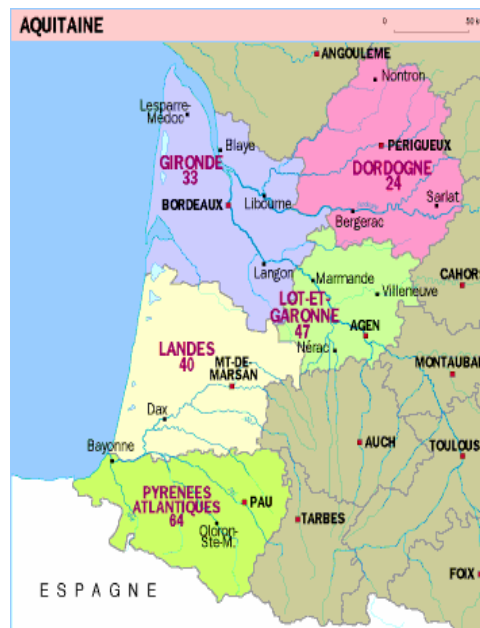 AQUITAINE
0 50 k
ANGOULÊME
Nontron
Lesparre-
Médoc
Blaye
PÉRIGUEUX
GIRONDE
33
DORDOGNE
24
BORDEAUX
Libourne
Sarlat
Bergerac
Langon
Marmande
CAHORS
Villeneuve
LOT-ET-
GARONNE
47
AGEN
LANDES
40
Nérac
MT-DE-
MARSAN
MONTAUBAN
Dax
AUCH
Bayonne
TOULOUS
PYRENEES
ATLANTIQUES
64
PAU
TARBES
Oloron-
Ste-M.
FOIX
ESPAGNE